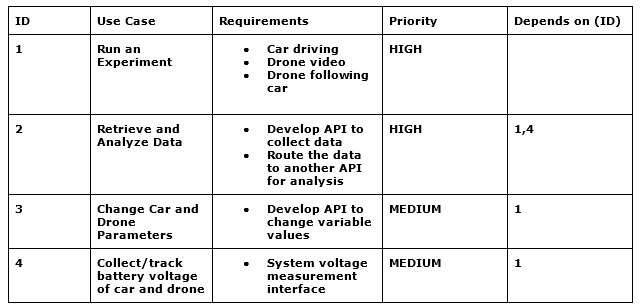 ID Use Case Requirements Priority Depends on (ID)
1 Run an Experiment • Car driving HIGH
• Drone video
• Drone following car
2 Retrieve and Analyze Data • Develop API to collect data HIGH 1,4
• Route the data to another API for analysis
3 Change Car and Drone Parameters • Develop API to change variable values MEDIUM 1
4 Collect/track battery voltage of car and drone • System voltage measurement interface MEDIUM 1